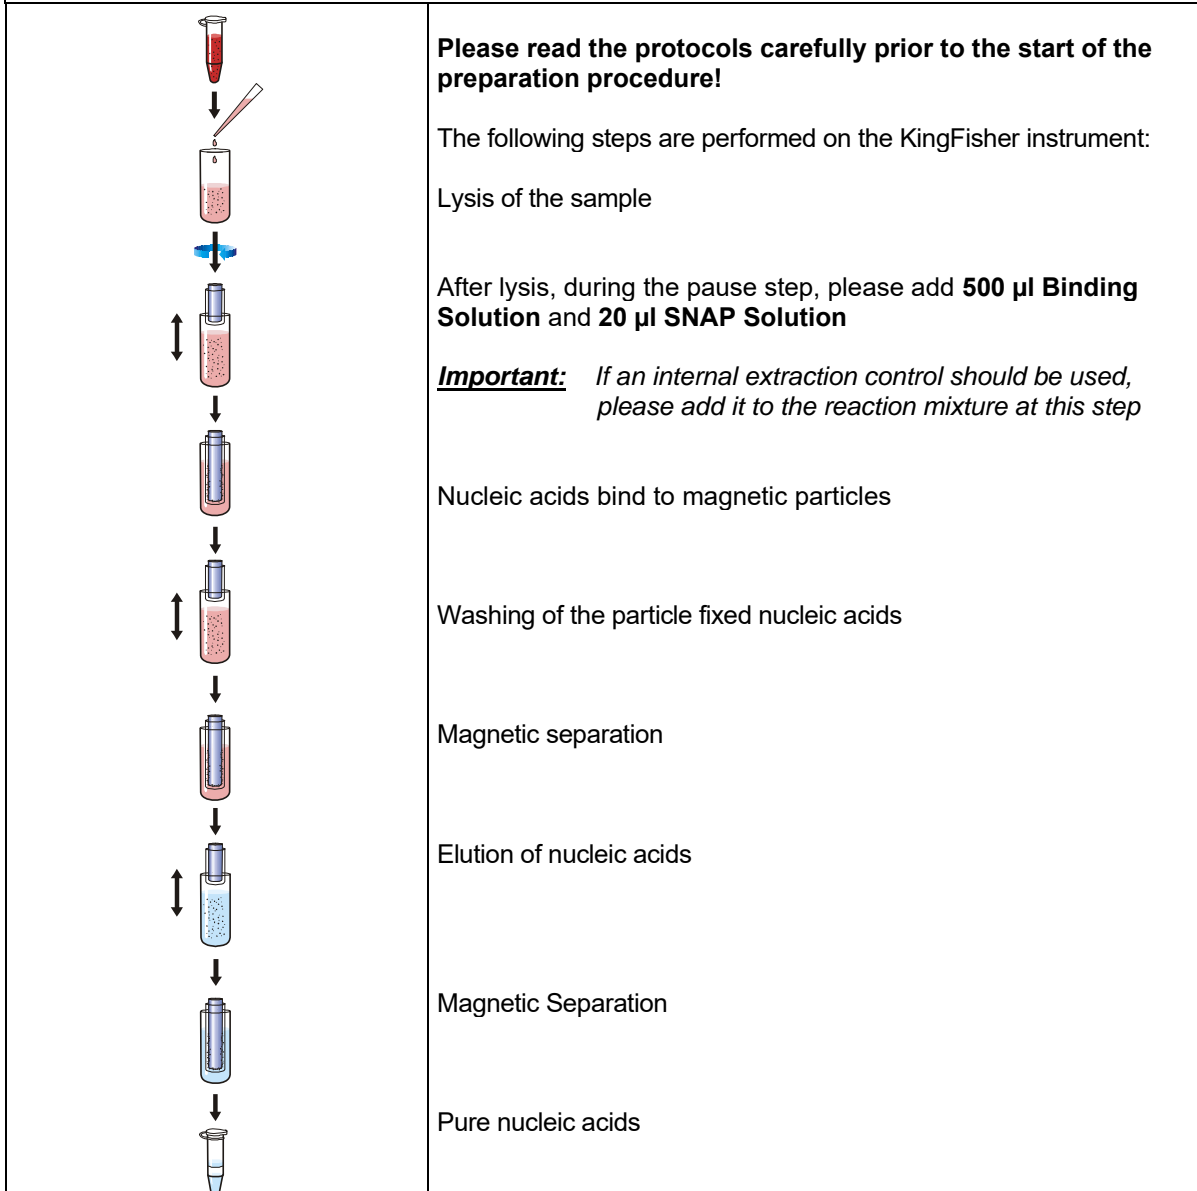 Please read the protocols carefully prior to the start of the
preparation procedure!
The following steps are performed on the KingFisher instrument:
Lysis of the sample
After lysis, during the pause step, please add 500 µl Binding
Solution and 20 µl SNAP Solution
Important: If an internal extraction control should be used,
please add it to the reaction mixture at this step
Nucleic acids bind to magnetic particles
Washing of the particle fixed nucleic acids
Magnetic separation
Elution of nucleic acids
Magnetic Separation
Pure nucleic acids